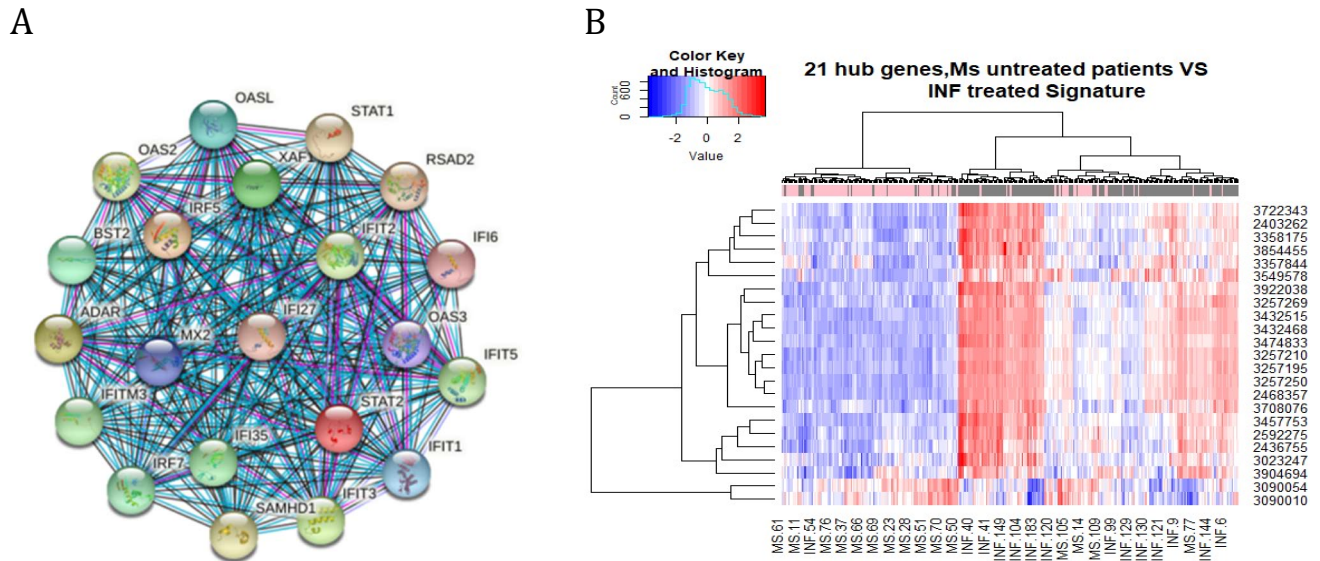 A
OASL
STAT1
OAS2
XAF1
RSAD2
IRF5
IFIT2
BST2
IFI6
IFI27
ADAR
MX2
OAS3
IFIT5
IFITM3
STAT2
IFI35
IFIT1
IRF7
IFIT3
SAMHD1
B
Color Key
and Histogram
Count
0 600
-2 0 2
Value
21 hub genes,Ms untreated patients VS
INF treated Signature
3722343
2403262
3358175
3854455
3357844
3549578
3922038
3257269
3432515
3432468
3474833
3257210
3257195
3257250
2468357
3708076
3457753
2592275
2436755
3023247
3904694
3090054
3090010
MS.61
MS.11
INF.54
MS.76
MS.37
MS.66
MS.69
MS.23
MS.28
MS.51
MS.70
MS.50
INF.40
INF.41
INF.149
INF.104
INF.183
INF.120
MS.105
MS.14
MS.109
INF.99
INF.129
INF.130
INF.121
INF.9
MS.77
INF.144
INF.6